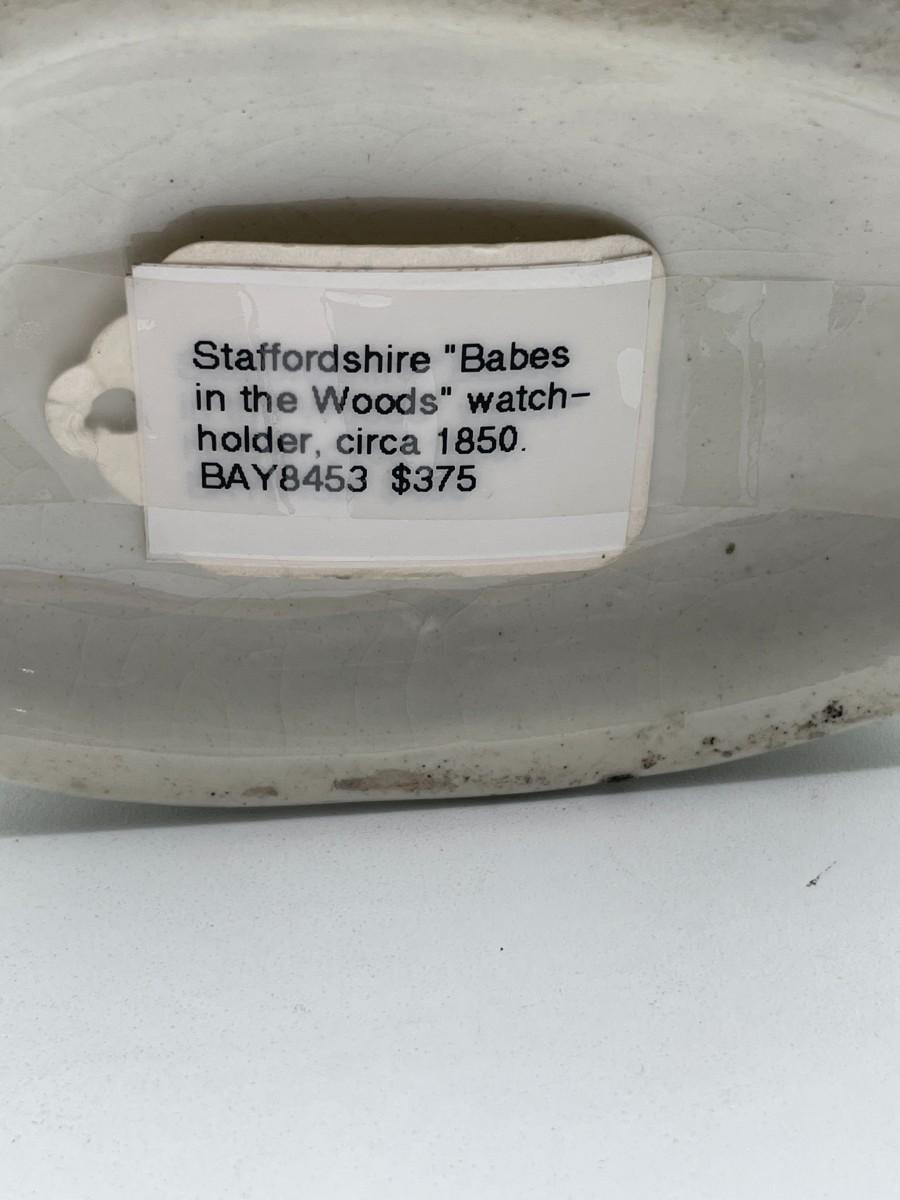 Staffordshire "Babes
in the Woods" watch-
holder, circa 1850.
BAY8453 $375